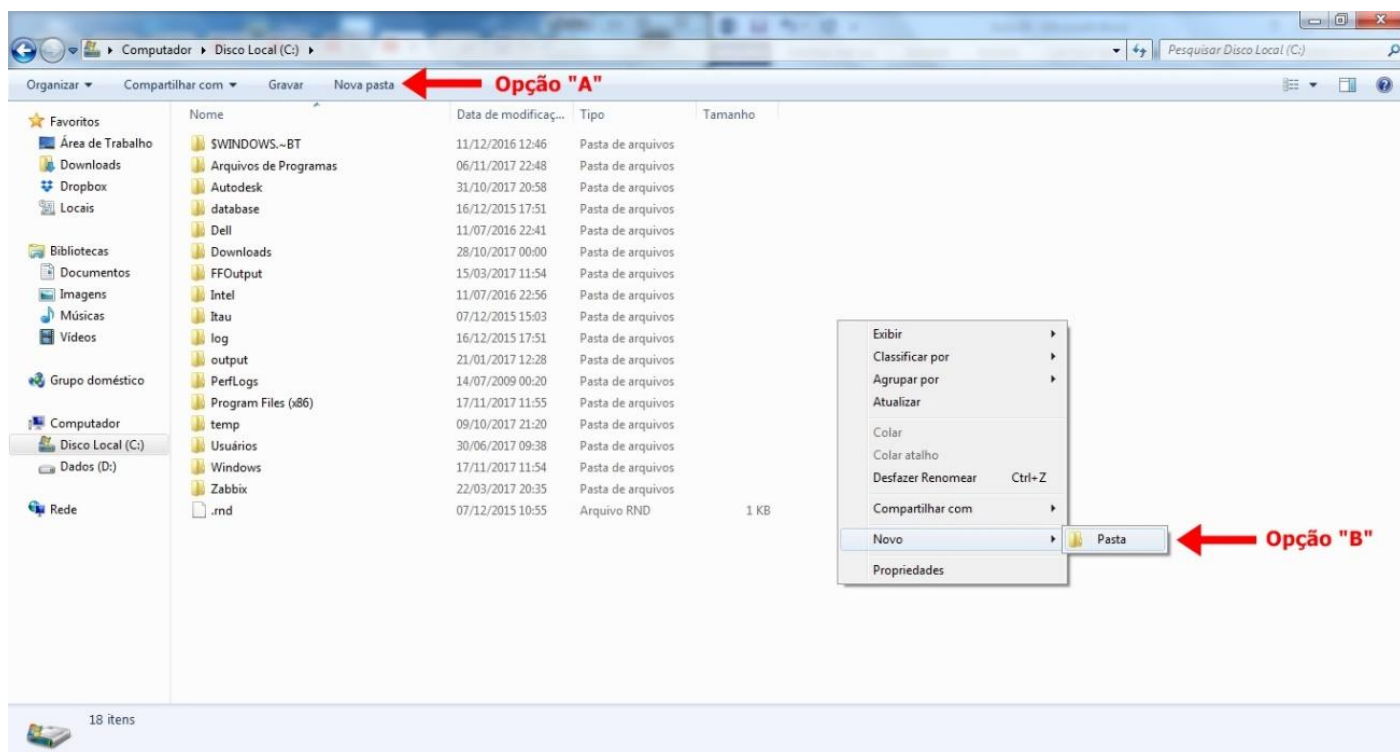 Computador Disco Local (C:)
Pesquisar Disco Local (C:)
Organizar Compartilhar com Gravar Nova pasta Opção "A"
Favoritos
Área de Trabalho
Downloads
Dropbox
Locais
Bibliotecas
Documentos
Imagens
Músicas
Vídeos
Grupo doméstico
Computador
Disco Local (C:)
Dados (D:)
Rede
Nome Data de modificaç... Tipo Tamanho
$WINDOWS.~BT 11/12/2016 12:46 Pasta de arquivos
Arquivos de Programas 06/11/2017 22:48 Pasta de arquivos
Autodesk 31/10/2017 20:58 Pasta de arquivos
database 16/12/2015 17:51 Pasta de arquivos
Dell 11/07/2016 22:41 Pasta de arquivos
Downloads 28/10/2017 00:00 Pasta de arquivos
FFOutput 15/03/2017 11:54 Pasta de arquivos
Intel 11/07/2016 22:56 Pasta de arquivos
Itau 07/12/2015 15:03 Pasta de arquivos
log 16/12/2015 17:51 Pasta de arquivos
output 21/01/2017 12:28 Pasta de arquivos
PerfLogs 14/07/2009 00:20 Pasta de arquivos
Program Files (x86) 17/11/2017 11:55 Pasta de arquivos
temp 09/10/2017 21:20 Pasta de arquivos
Usuários 30/06/2017 09:38 Pasta de arquivos
Windows 17/11/2017 11:54 Pasta de arquivos
Zabbix 22/03/2017 20:35 Pasta de arquivos
.rnd 07/12/2015 10:55 Arquivo RND 1 KB
Exibir
Classificar por
Agrupar por
Atualizar
Colar
Colar atalho
Desfazer Renomear Ctrl+Z
Compartilhar com
Novo Pasta Opção "B"
Propriedades
18 itens